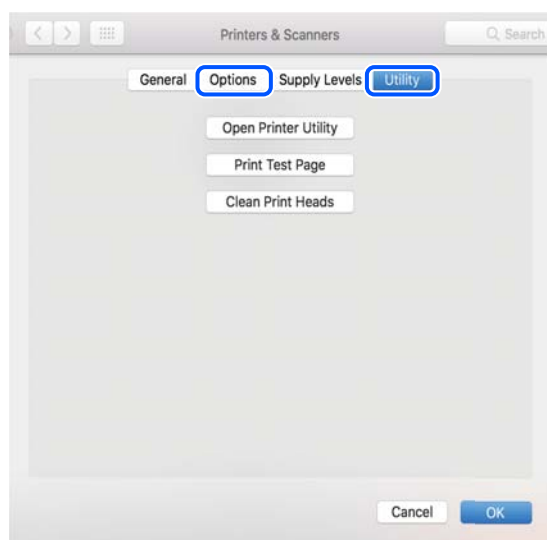 Printers & Scanners
Search
General Options Supply Levels Utility
Open Printer Utility
Print Test Page
Clean Print Heads
Cancel OK